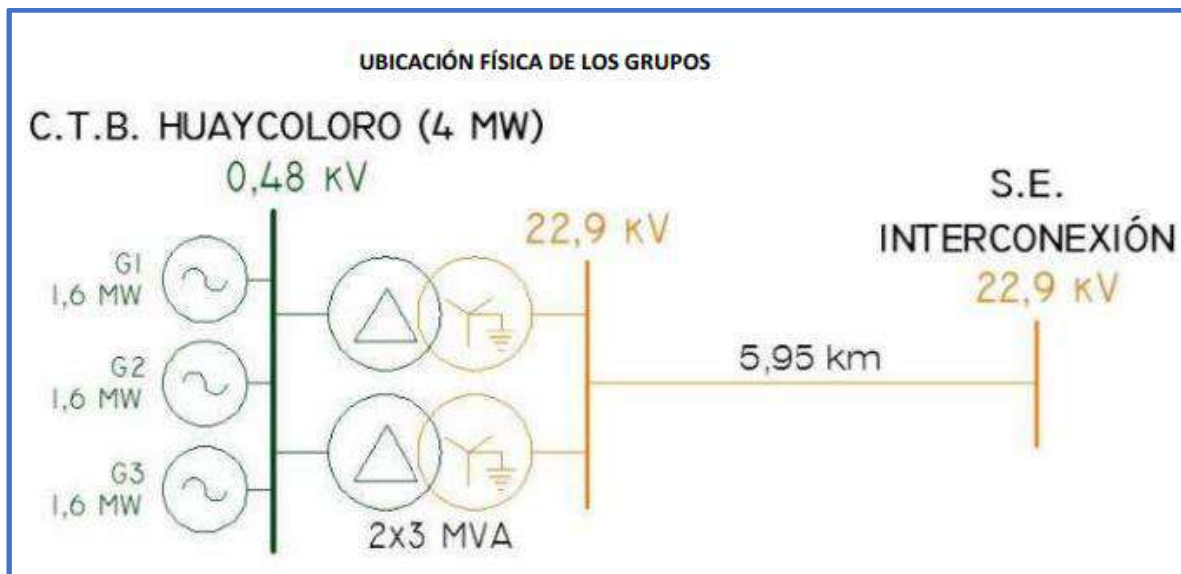 UBICACIÓN FÍSICA DE LOS GRUPOS
C.T.B. HUAYCOLORO (4 MW)
0,48 KV
S.E.
INTERCONEXIÓN
22,9 KV
22,9 KV
G1
1,6 MW
G2
1,6 MW
G3
1,6 MW
5,95 km
2x3 MVA